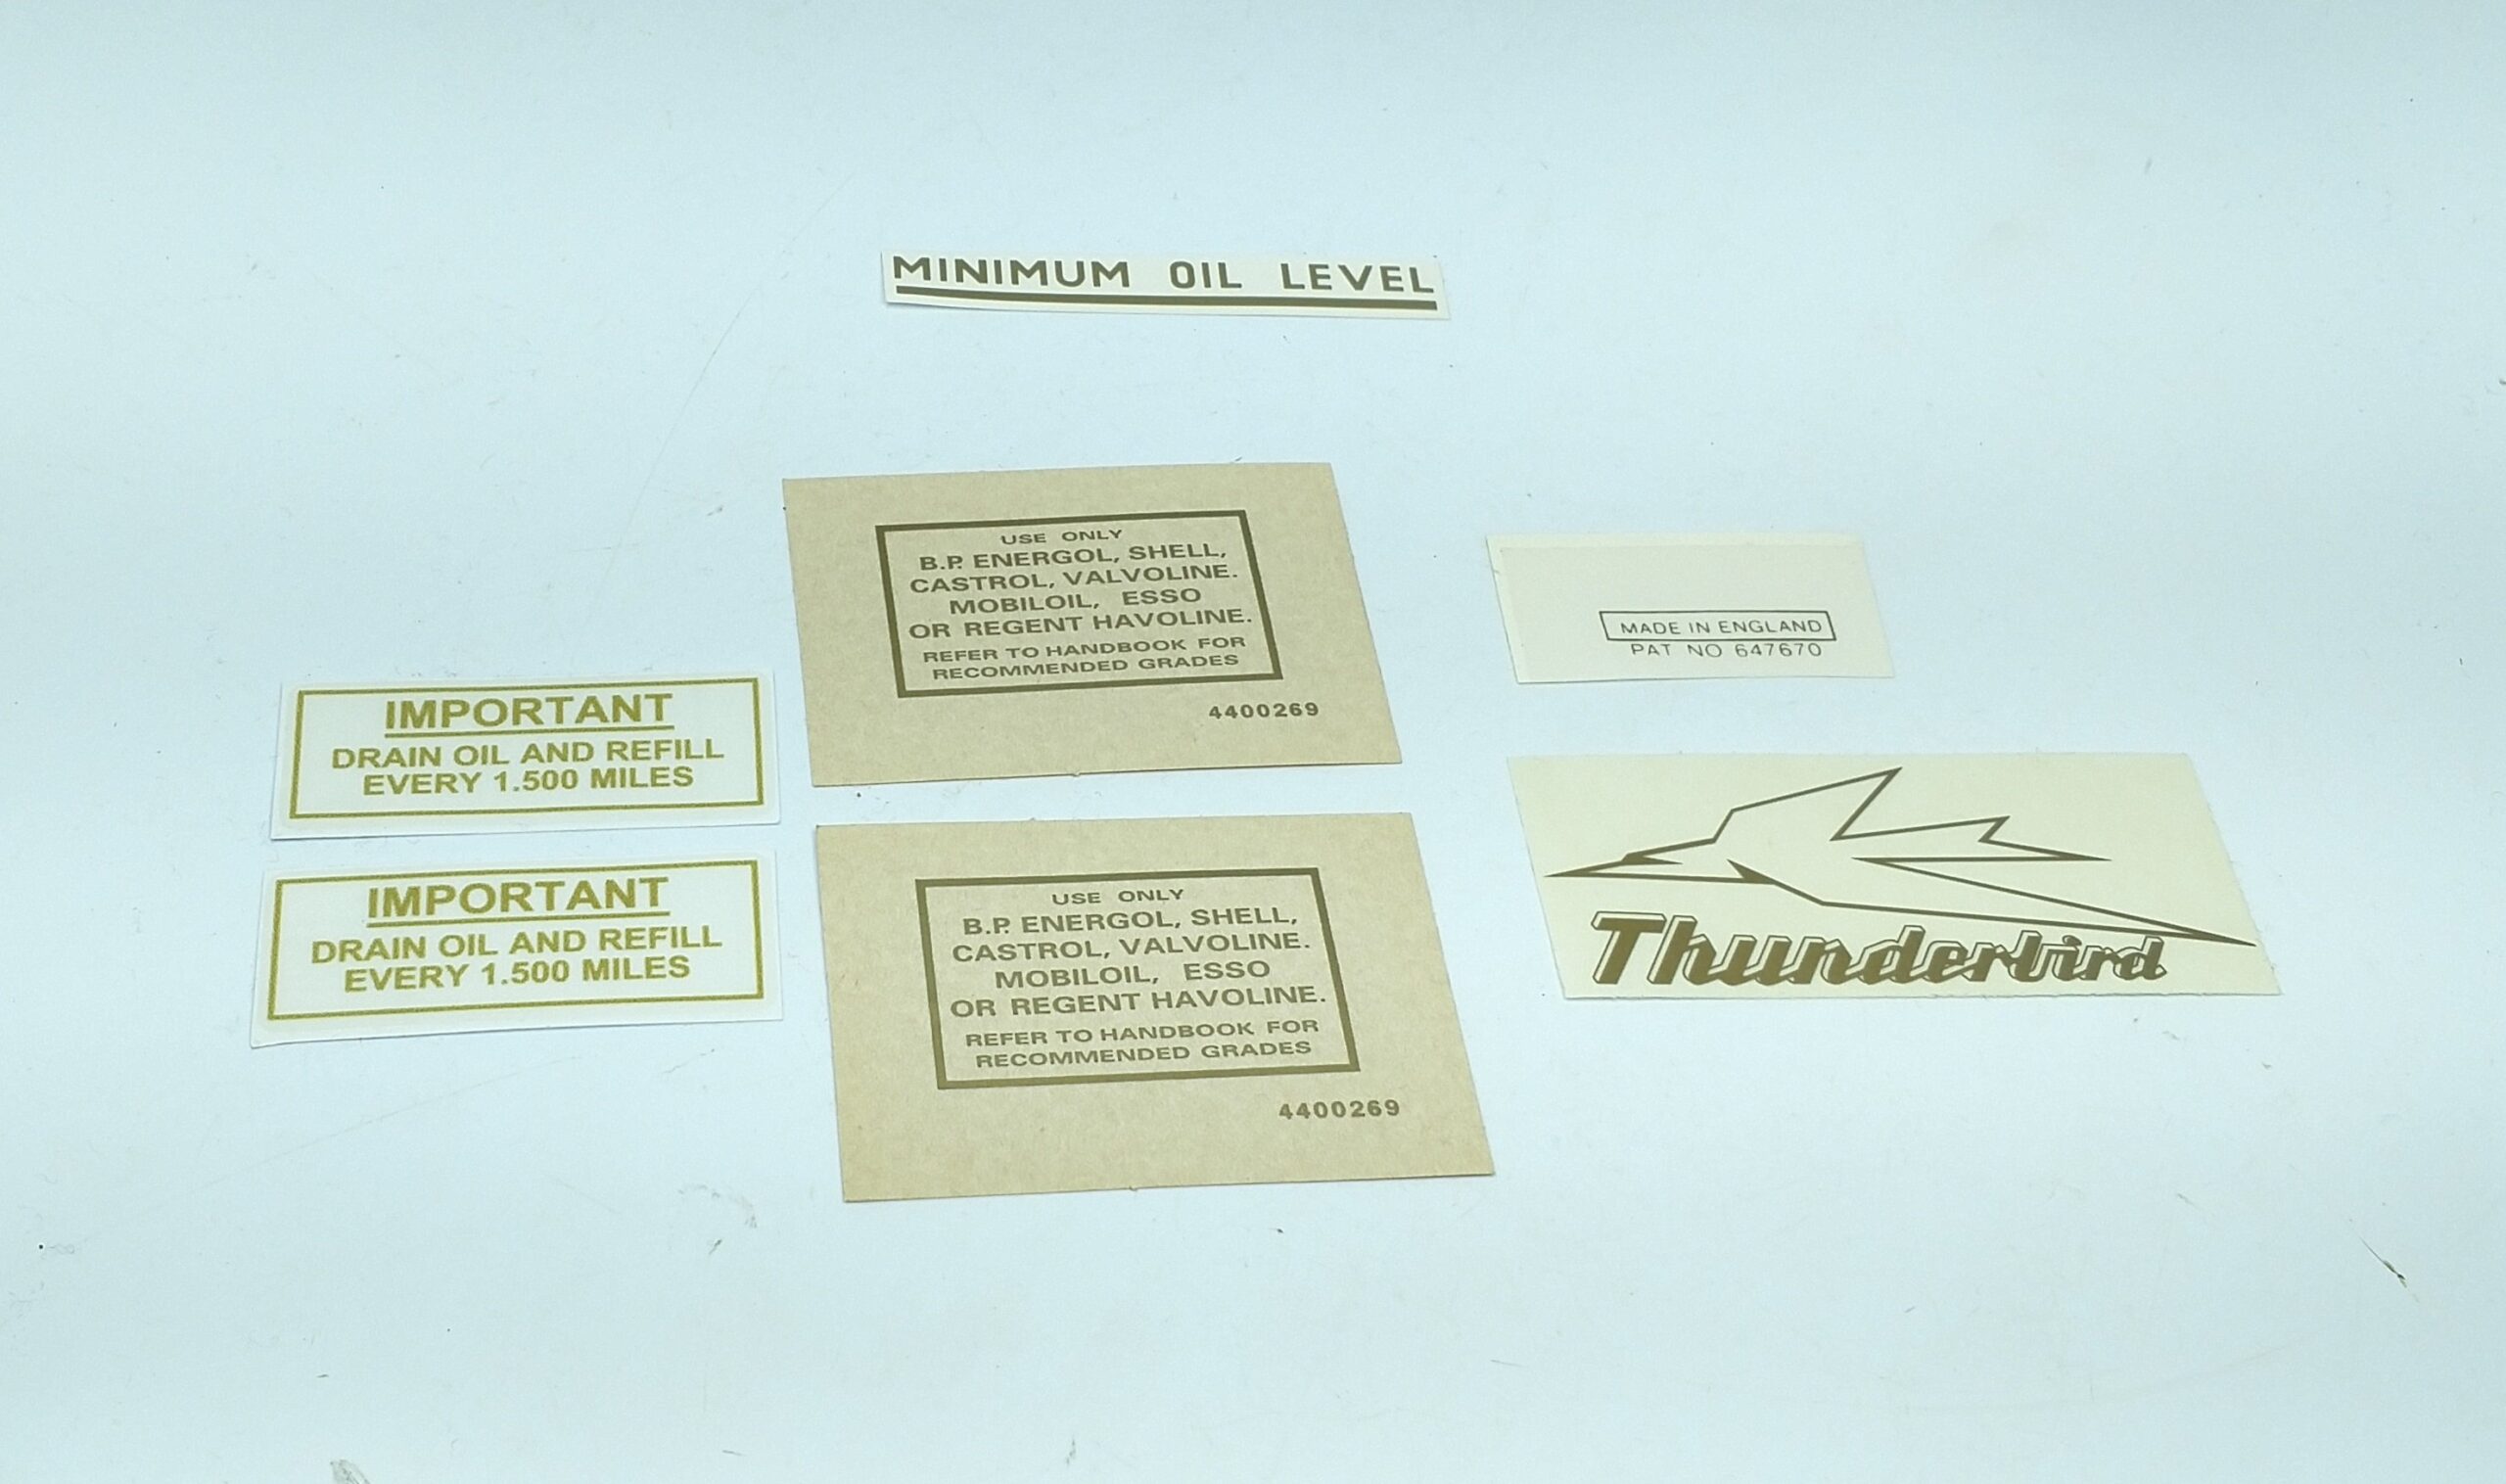 MINIMUM OIL LEVEL
USE ONLY
B.P. ENERGOL, SHELL,
CASTROL, VALVOLINE.
MOBILOIL, ESSO
OR REGENT HAVOLINE.
REFER TO HANDBOOK FOR
RECOMMENDED GRADES
4400269
MADE IN ENGLAND
PAT NO 647670
IMPORTANT
DRAIN OIL AND REFILL
EVERY 1.500 MILES
IMPORTANT
DRAIN OIL AND REFILL
EVERY 1.500 MILES
USE ONLY
B.P. ENERGOL, SHELL,
CASTROL, VALVOLINE.
MOBILOIL, ESSO
OR REGENT HAVOLINE.
REFER TO HANDBOOK FOR
RECOMMENDED GRADES
4400269
Thunderbird